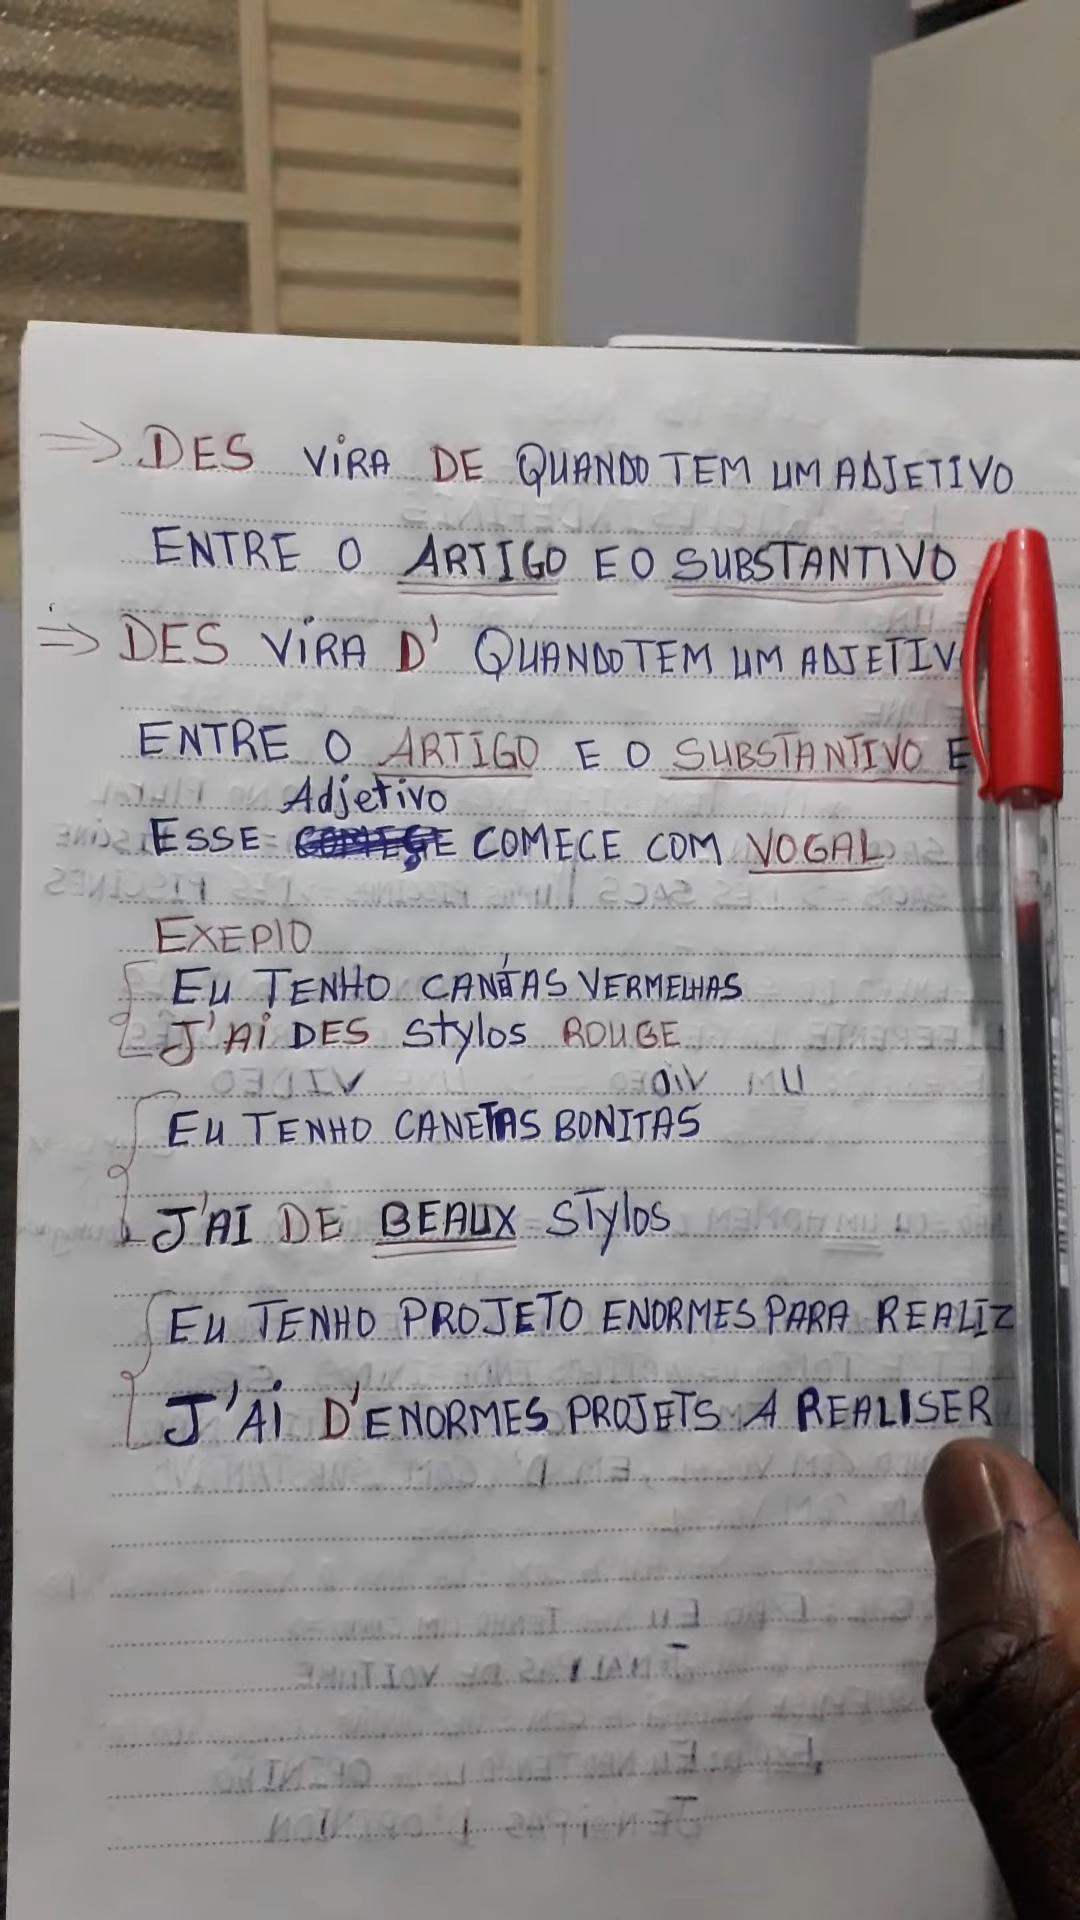 ⇒ DES ViRA DE QUANDO TEM UM ADJETIVO
ENTRE O ARTIGO E O SUBSTANTIVO
⇒ DES ViRA D' QUANDO TEM UM ADJETIV
ENTRE O ARTIGO E O SUBSTANTIVO E
Adjetivo
ESSE COMECE COM VOGAL
EXEPlO
EU TENHO CANETAS VERMELHAS
J'Ai DES Stylos ROUGE
EU TENHO CANETAS BONITAS
J'AI DE BEAUX STylos
EU TENHO PROJETO ENORMES PARA REALIZ
J'Ai D'ENORMES PROJETS A REALISER